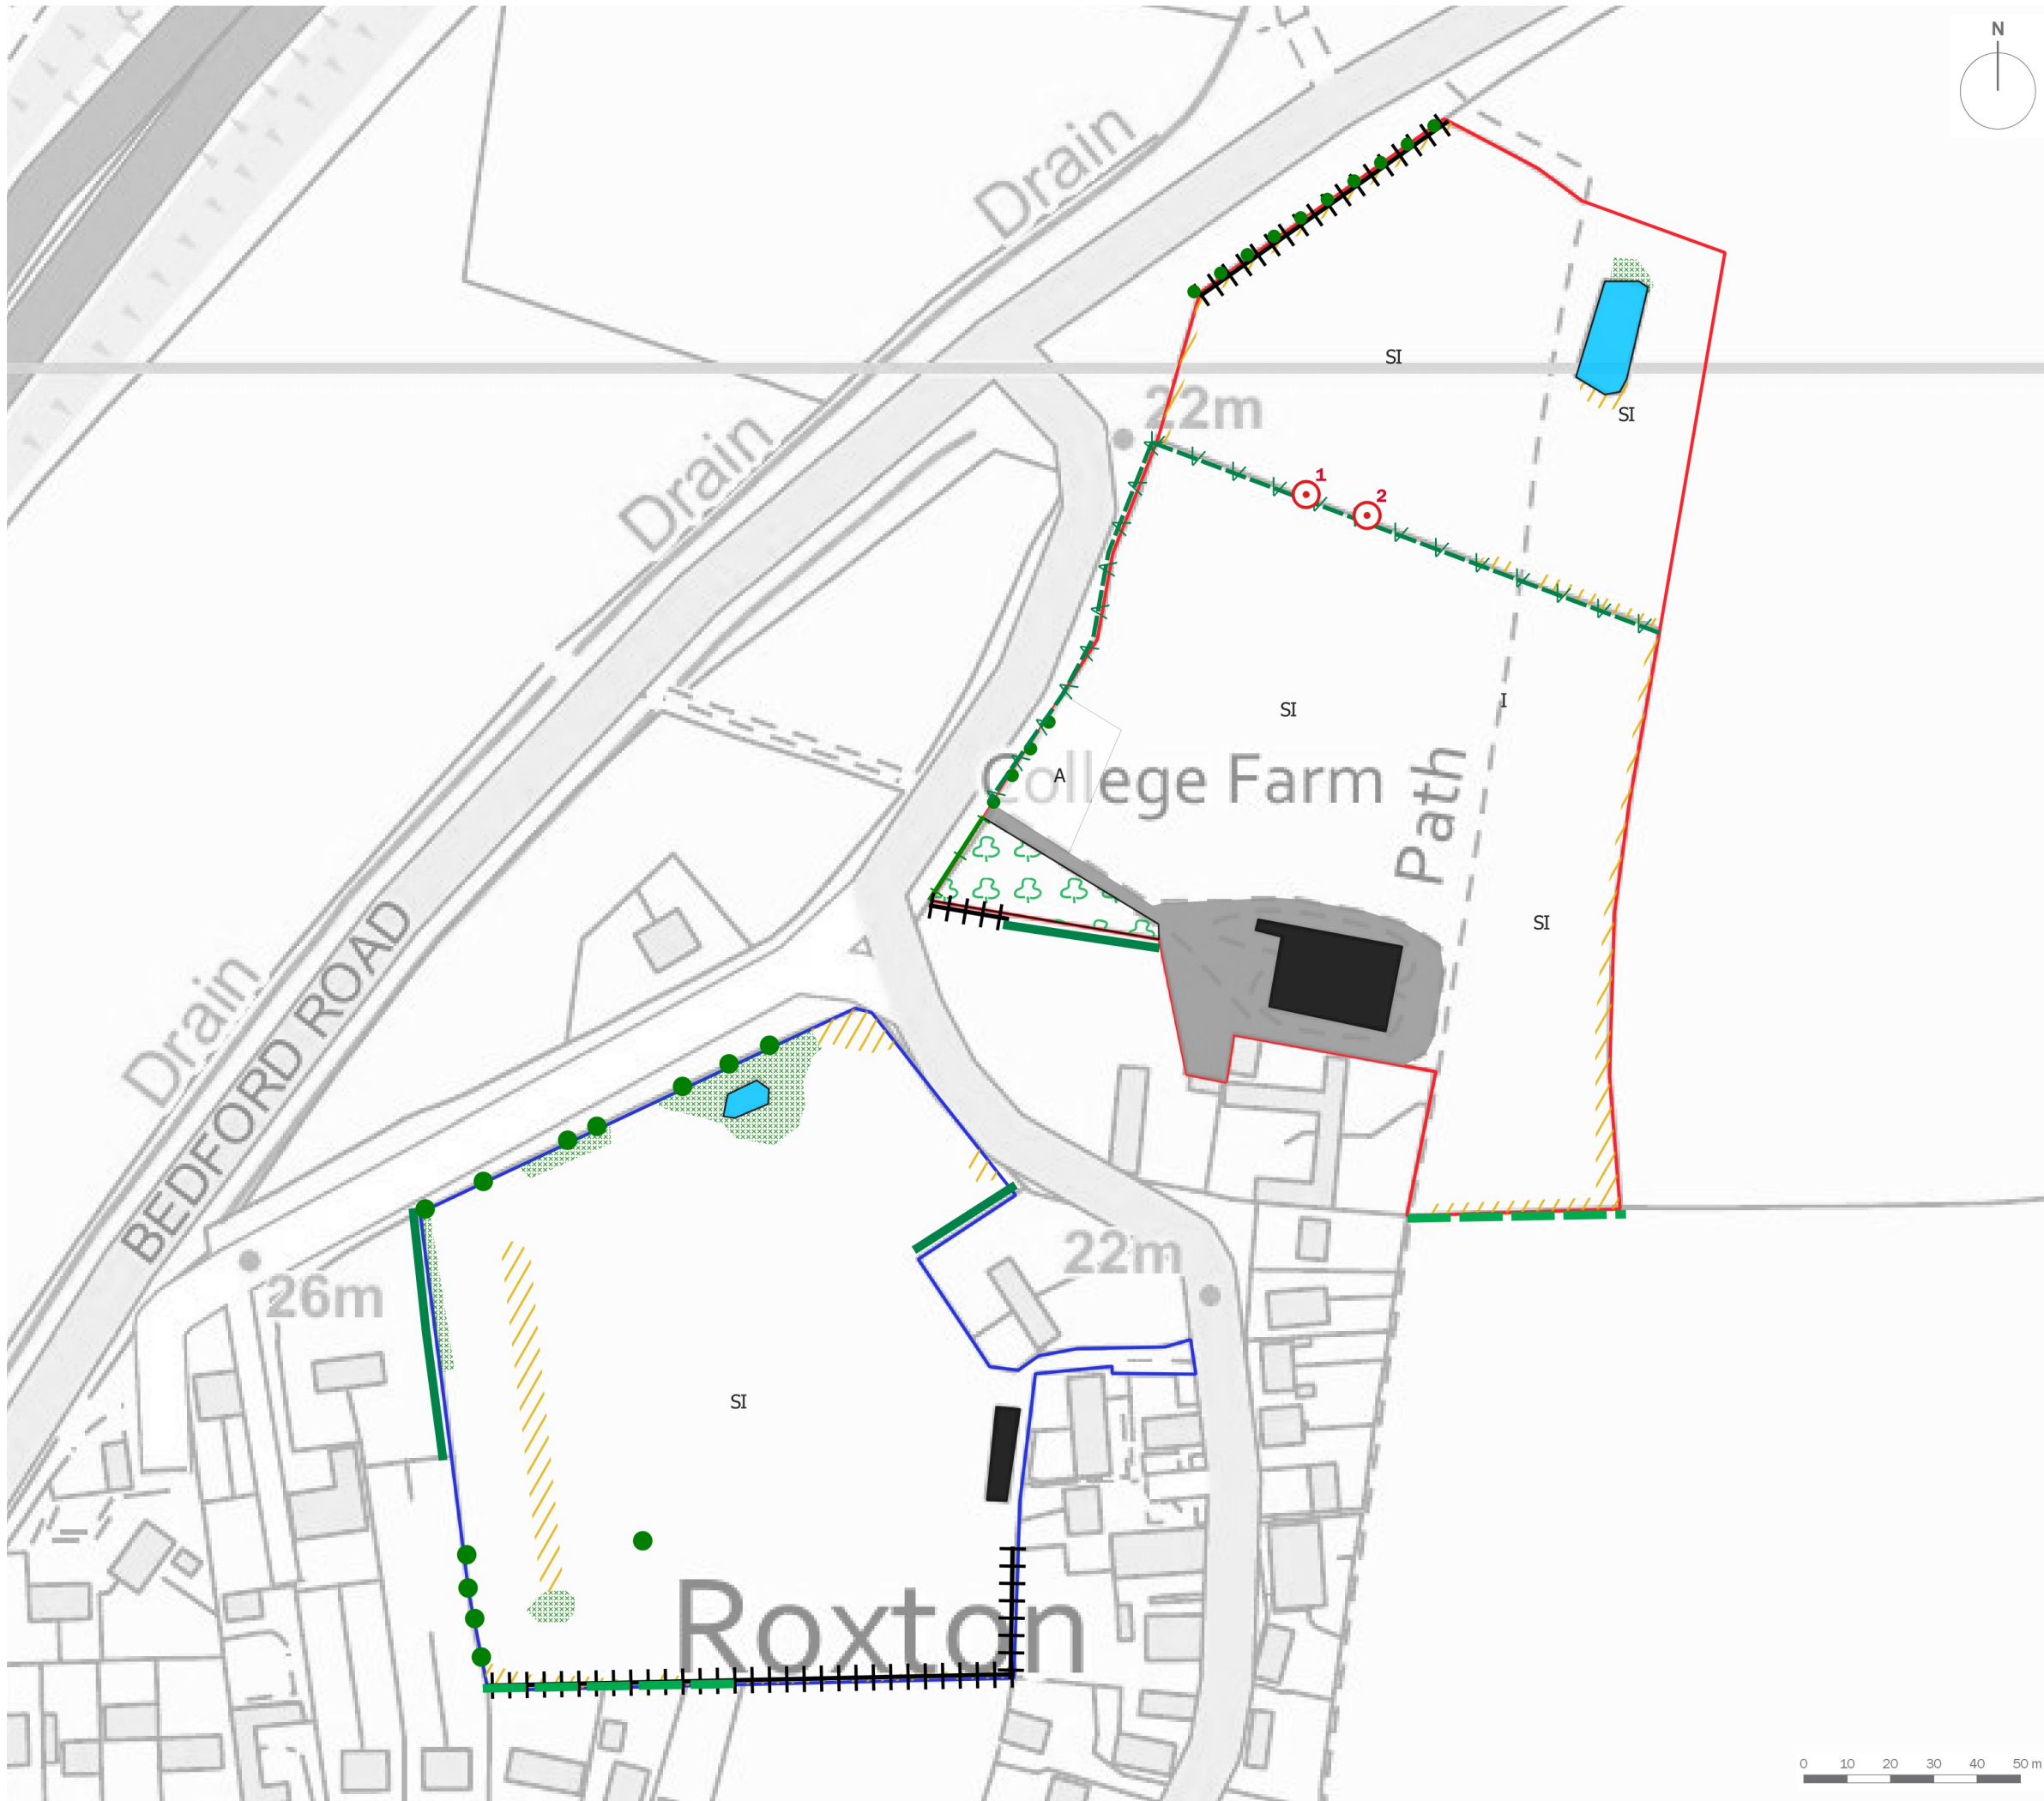 N
Drain
SI
22m
SI
Drain
1
2
I
SI
A
College Farm
Path
SI
Drain
BEDFORD ROAD
22m
26m
SI
Roxton
0 10 20 30 40 50 m